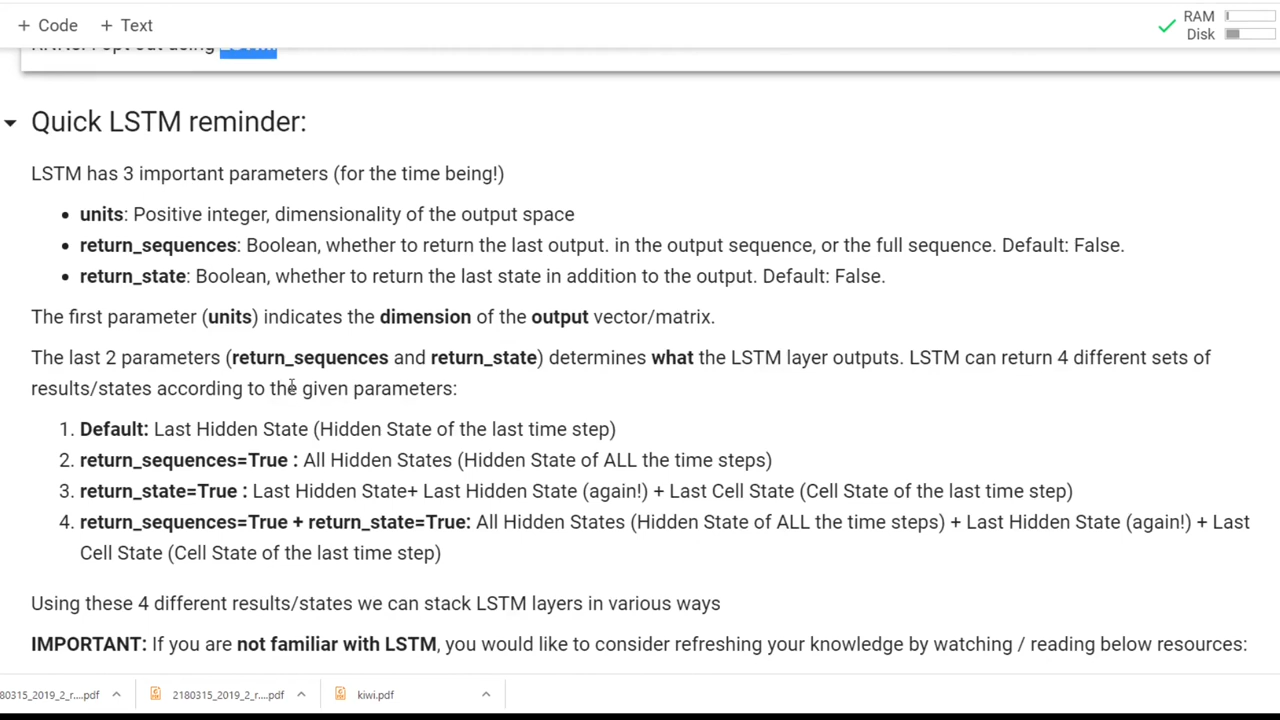 + Code + Text
RAM
Disk
Quick LSTM reminder:
LSTM has 3 important parameters (for the time being!)
• units: Positive integer, dimensionality of the output space
• return_sequences: Boolean, whether to return the last output. in the output sequence, or the full sequence. Default: False.
• return_state: Boolean, whether to return the last state in addition to the output. Default: False.
The first parameter (units) indicates the dimension of the output vector/matrix.
The last 2 parameters (return_sequences and return_state) determines what the LSTM layer outputs. LSTM can return 4 different sets of
results/states according to the given parameters:
1. Default: Last Hidden State (Hidden State of the last time step)
2. return_sequences=True : All Hidden States (Hidden State of ALL the time steps)
3. return_state=True : Last Hidden State+ Last Hidden State (again!) + Last Cell State (Cell State of the last time step)
4. return_sequences=True + return_state=True: All Hidden States (Hidden State of ALL the time steps) + Last Hidden State (again!) + Last
Cell State (Cell State of the last time step)
Using these 4 different results/states we can stack LSTM layers in various ways
IMPORTANT: If you are not familiar with LSTM, you would like to consider refreshing your knowledge by watching / reading below resources:
80315_2019_2_r....pdf 2180315_2019_2_r....pdf kiwi.pdf